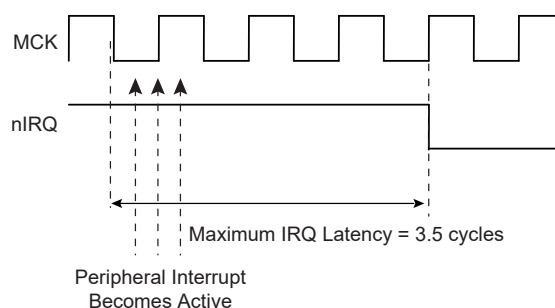 MCK
nIRQ
Maximum IRQ Latency = 3.5 cycles
Peripheral Interrupt
Becomes Active